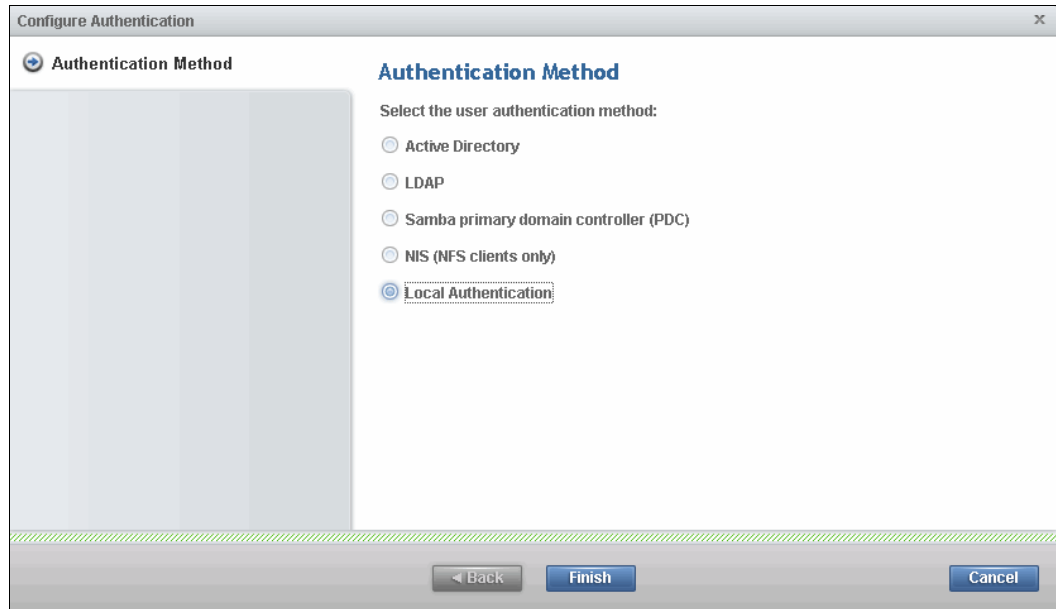 Configure Authentication
x
Authentication Method
Authentication Method
Select the user authentication method:
Active Directory
LDAP
Samba primary domain controller (PDC)
NIS (NFS clients only)
Local Authentication
◄ Back
Finish
Cancel